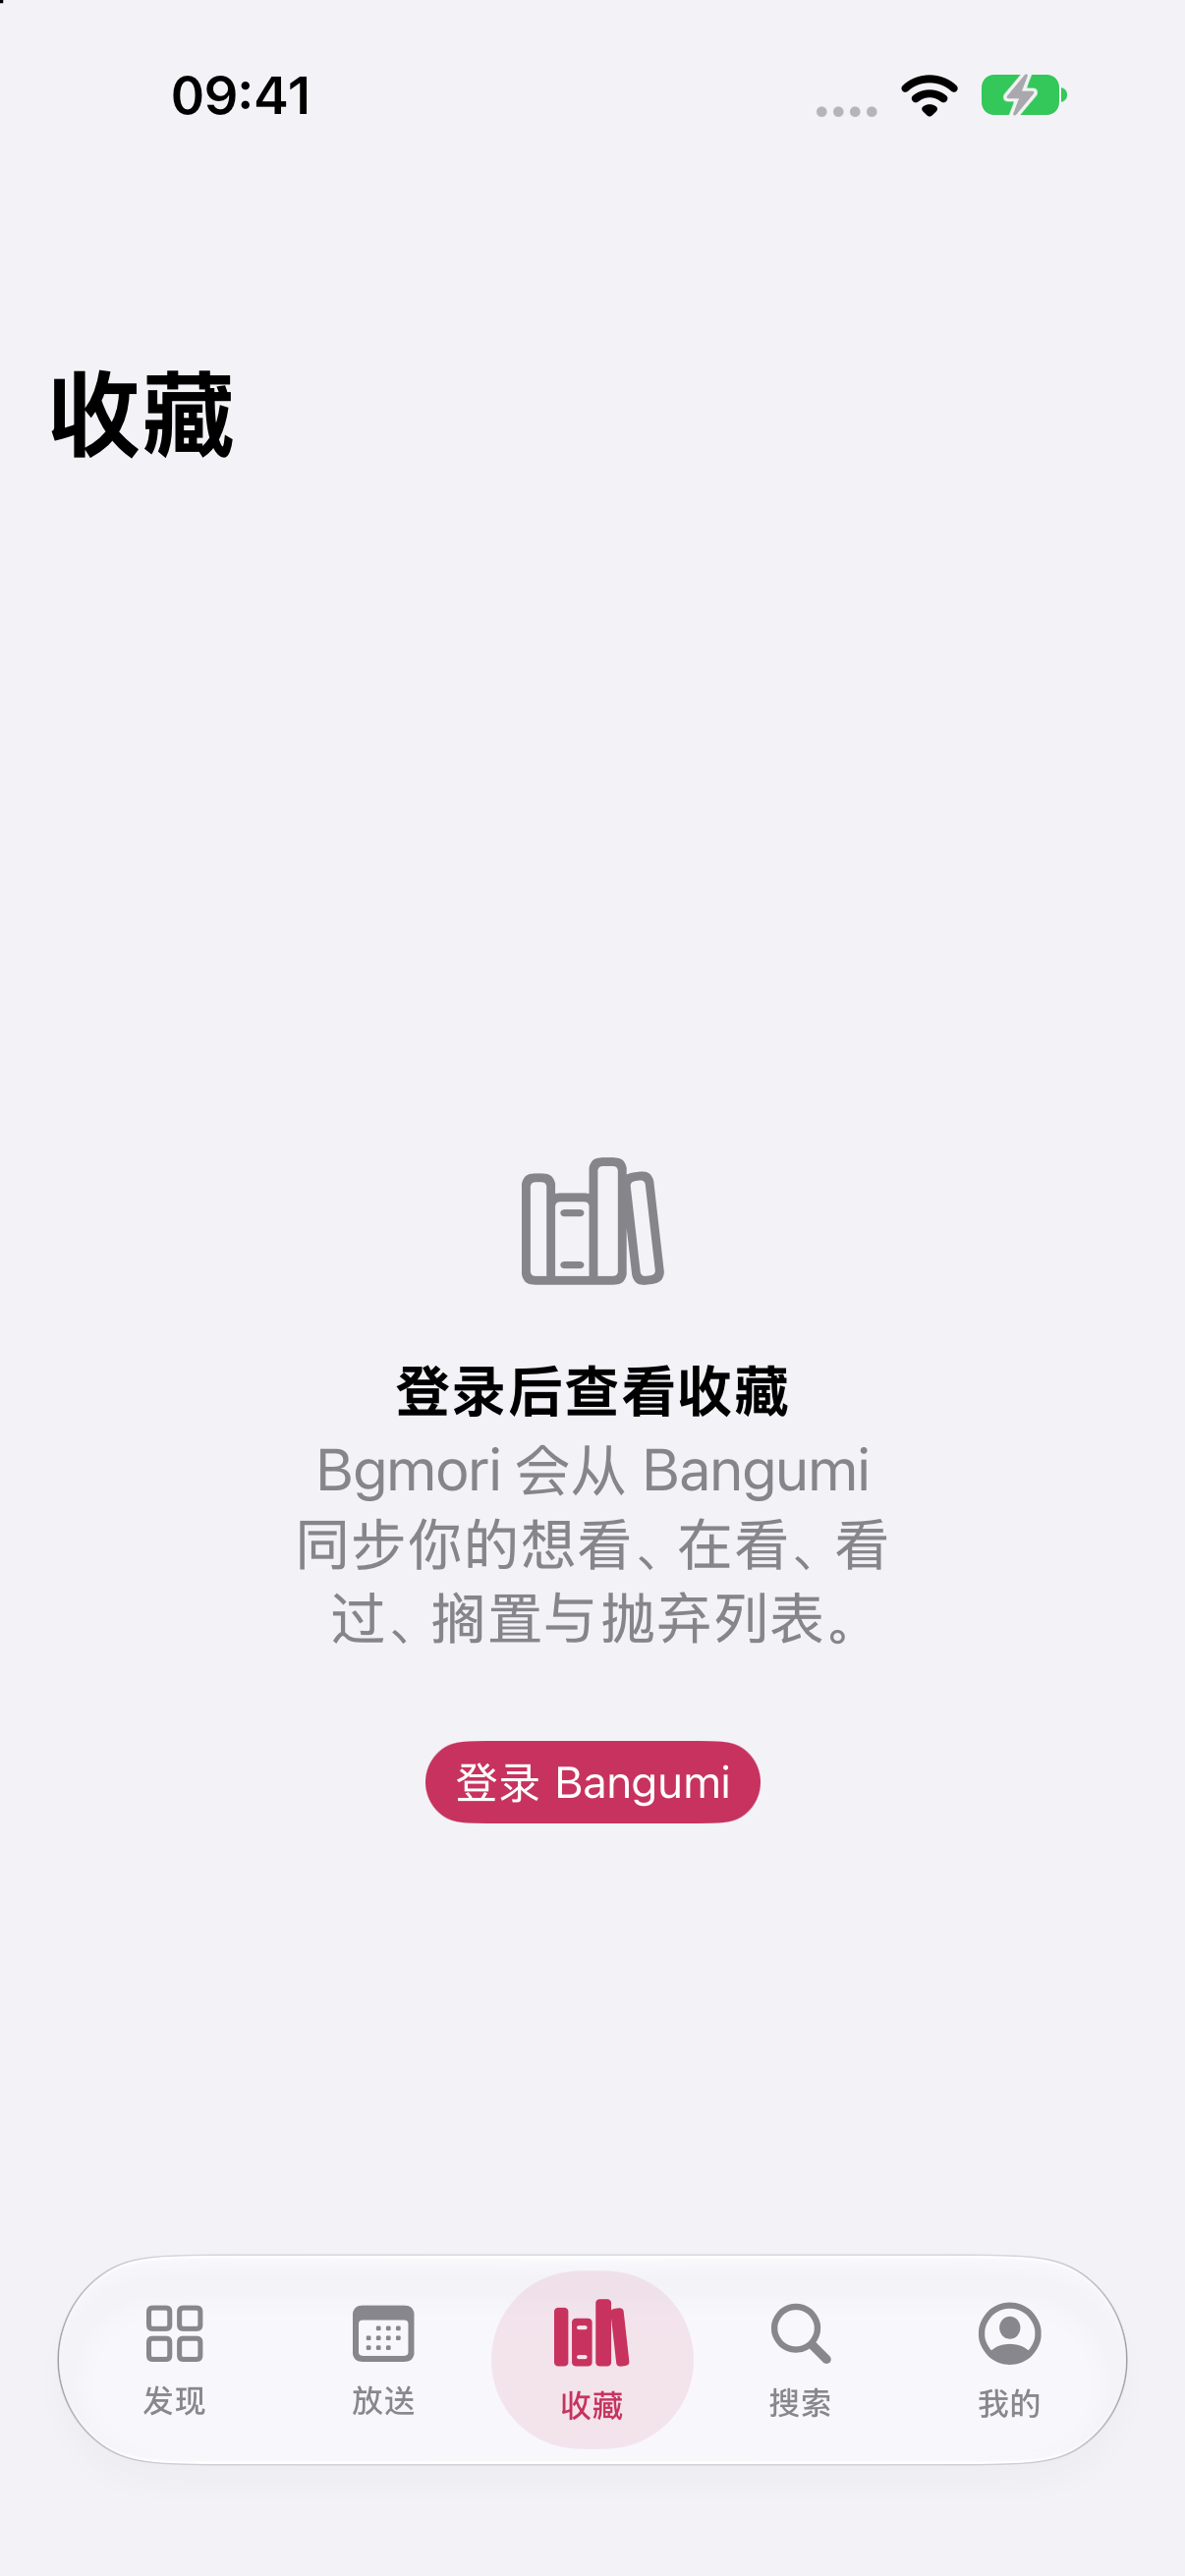 09:41
收藏
登录后查看收藏
Bgmori 会从 Bangumi
同步你的想看、在看、看
过、搁置与抛弃列表。
登录 Bangumi
发现
放送
收藏
搜索
我的